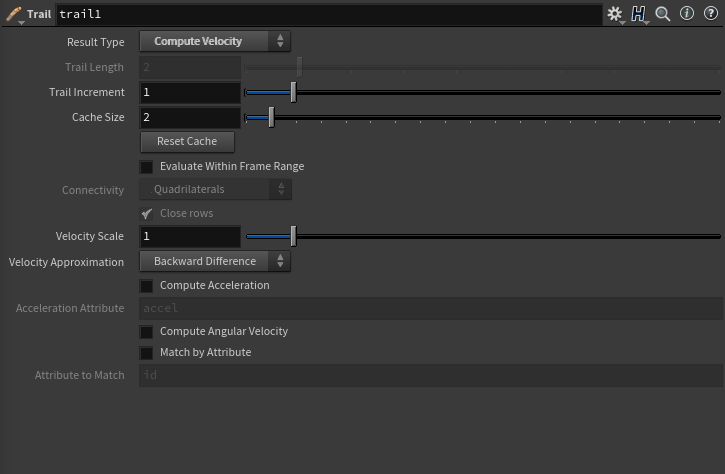 Trail trail1
Result Type Compute Velocity
Trail Length 2
Trail Increment 1
Cache Size 2
Reset Cache
Evaluate Within Frame Range
Connectivity Quadrilaterals
Close rows
Velocity Scale 1
Velocity Approximation Backward Difference
Compute Acceleration
Acceleration Attribute accel
Compute Angular Velocity
Match by Attribute
Attribute to Match id